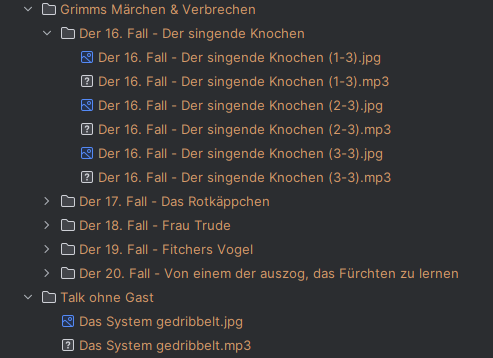 Grimms Märchen & Verbrechen
Der 16. Fall - Der singende Knochen
Der 16. Fall - Der singende Knochen (1-3).jpg
Der 16. Fall - Der singende Knochen (1-3).mp3
Der 16. Fall - Der singende Knochen (2-3).jpg
Der 16. Fall - Der singende Knochen (2-3).mp3
Der 16. Fall - Der singende Knochen (3-3).jpg
Der 16. Fall - Der singende Knochen (3-3).mp3
Der 17. Fall - Das Rotkäppchen
Der 18. Fall - Frau Trude
Der 19. Fall - Fitchers Vogel
Der 20. Fall - Von einem der auszog, das Fürchten zu lernen
Talk ohne Gast
Das System gedribbelt.jpg
Das System gedribbelt.mp3